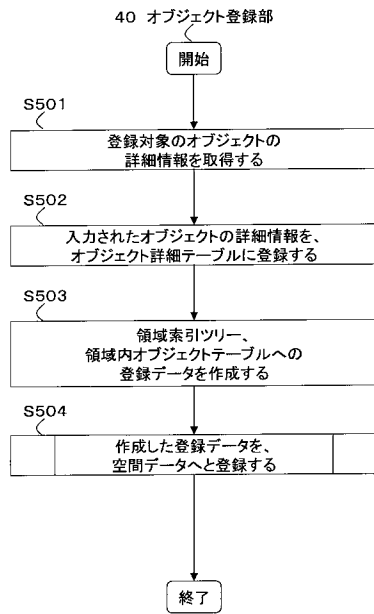 40 オブジェクト登録部
開始
S501
登録対象のオブジェクトの
詳細情報を取得する
S502
入力されたオブジェクトの詳細情報を、
オブジェクト詳細テーブルに登録する
S503
領域索引ツリー、
領域内オブジェクトテーブルへの
登録データを作成する
S504
作成した登録データを、
空間データへと登録する
終了